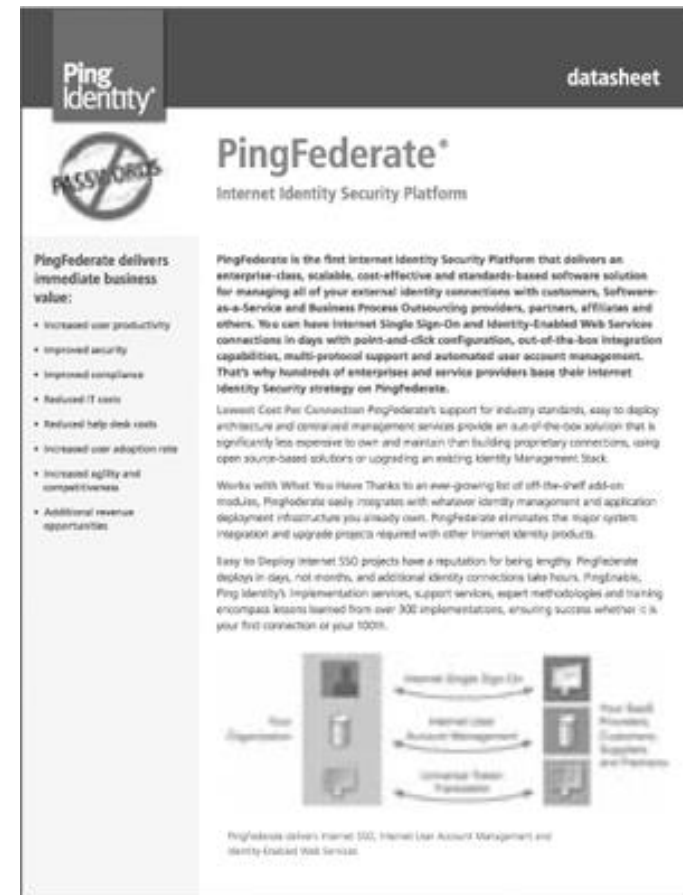 Ping
Identity®
datasheet
PASSWORDS
PingFederate®
Internet Identity Security Platform
PingFederate delivers
immediate business
value:
• Increased user productivity
• Improved security
• Improved compliance
• Reduced IT costs
• Reduced help desk costs
• Increased user adoption rate
• Increased agility and
competitiveness
• Additional revenue
opportunities
PingFederate is the first Internet Identity Security Platform that delivers an
enterprise-class, scalable, cost-effective and standards-based software solution
for managing all of your external identity connections with customers, Software-
as-a-Service and Business Process Outsourcing providers, partners, affiliates and
others. You can have Internet Single Sign-On and Identity-Enabled Web Services
connections in days with point-and-click configuration, out-of-the-box integration
capabilities, multi-protocol support and automated user account management.
That's why hundreds of enterprises and service providers base their Internet
Identity Security strategy on PingFederate.
Lowest Cost Per Connection PingFederate's support for industry standards, easy to deploy
architecture and centralized management services provide an out-of-the-box solution that is
significantly less expensive to own and maintain than building proprietary connections, using
open source-based solutions or upgrading an existing Identity Management Stack.
Works with What You Have Thanks to an ever-growing list of off-the-shelf add-on
modules, PingFederate easily integrates with whatever identity management and application
deployment infrastructure you already own. PingFederate eliminates the major system
integration and upgrade projects required with other Internet identity products.
Easy to Deploy Internet SSO projects have a reputation for being lengthy. PingFederate
deploys in days, not months, and additional identity connections take hours. PingEnable,
Ping Identity's implementation services, support services, expert methodologies and training
encompass lessons learned from over 300 implementations, ensuring success whether it is
your first connection or your 100th.
Internet Single Sign-On
Your
Organization
Internet User
Account Management
Your SaaS
Providers,
Customers,
Suppliers
and Partners
Universal Token
Translation
PingFederate delivers Internet SSO, Internet User Account Management and
Identity-Enabled Web Services